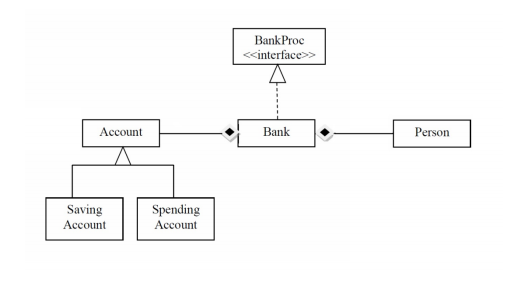 BankProc
<<interface>>
Account
Bank
Person
Saving
Account
Spending
Account